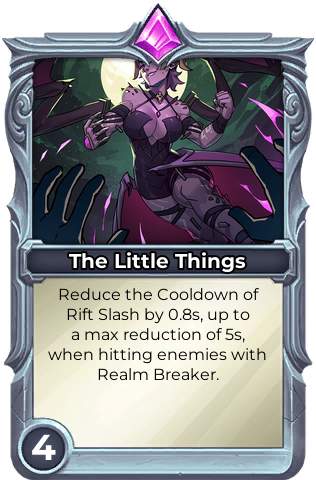 The Little Things
Reduce the Cooldown of
Rift Slash by 0.8s, up to
a max reduction of 5s,
when hitting enemies with
Realm Breaker.
4